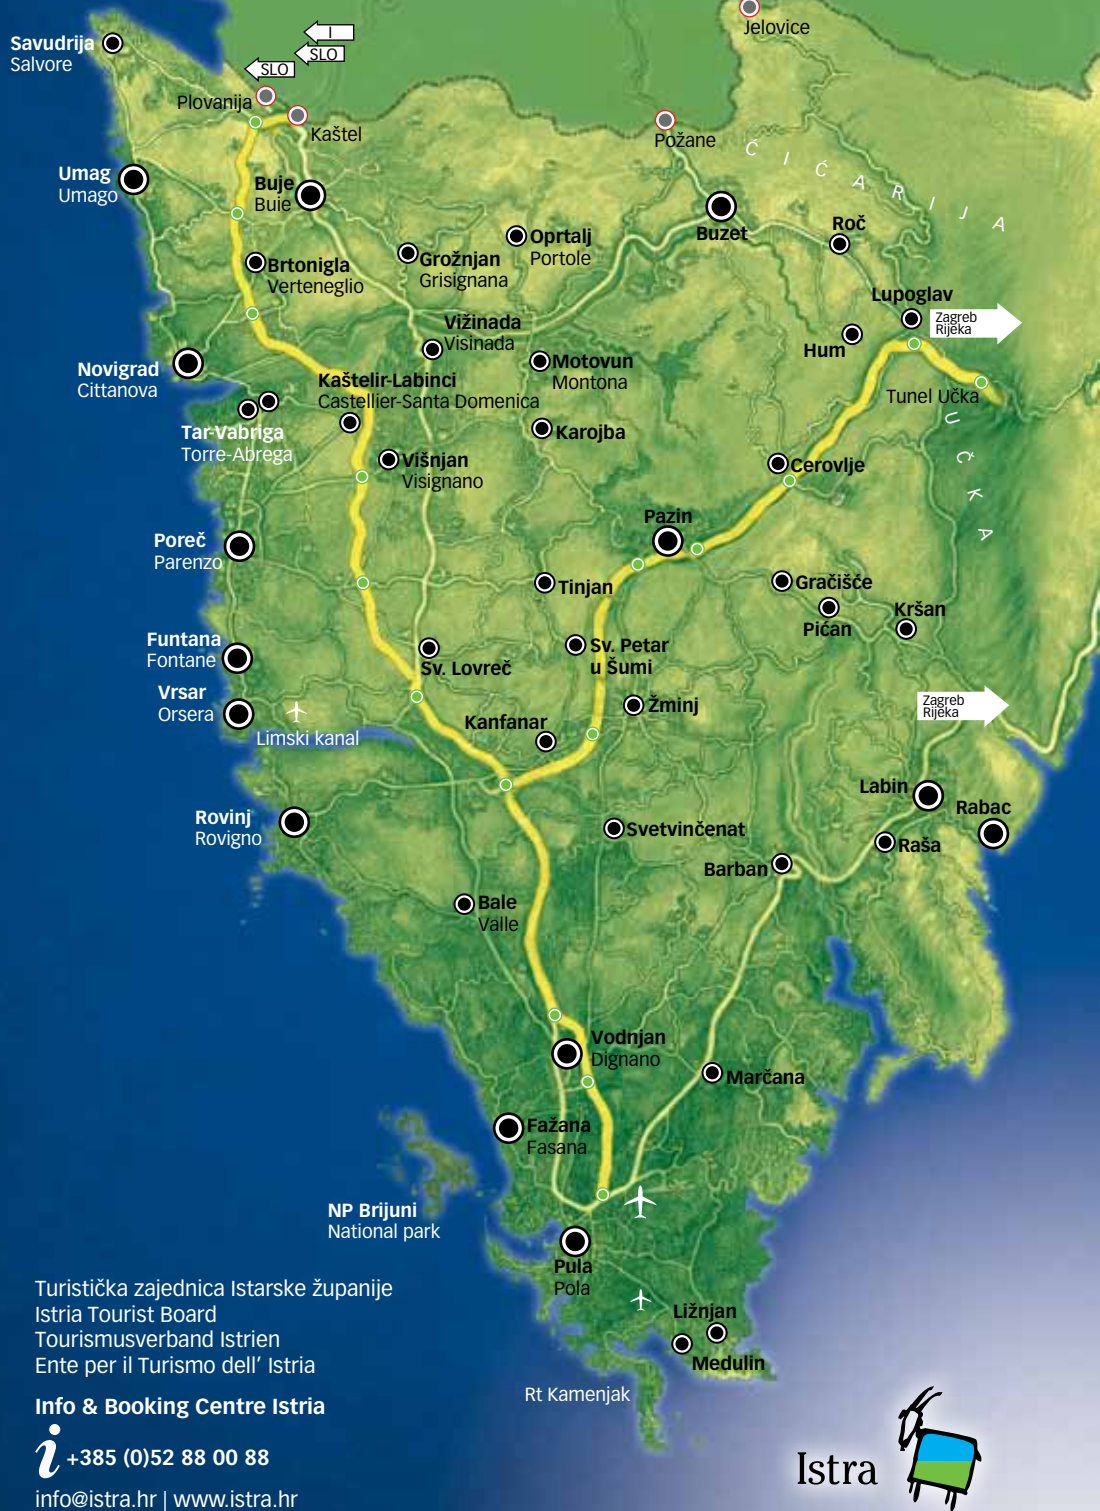 Jelovice
I
SLO
SLO
Savudrija
Salvore
Plovanija
Kaštel
Požane
ĆIĆARIJA
Umag
Umago
Buje
Buie
Buzet
Roč
Oprtalj
Portole
Grožnjan
Grisignana
Brtonigla
Verteneglio
Lupoglav
Zagreb
Rijeka
Vižinada
Visinada
Hum
Motovun
Montona
Novigrad
Cittanova
Kaštelir-Labinci
Castellier-Santa Domenica
Tunel Učka
UČKA
Tar-Vabriga
Torre-Abrega
Karojba
Višnjan
Visignano
Cerovlje
Pazin
Poreč
Parenzo
Tinjan
Gračišće
Pićan
Kršan
Funtana
Fontane
Sv. Lovreč
Sv. Petar
u Šumi
Vrsar
Orsera
Žminj
Zagreb
Rijeka
Limski kanal
Kanfanar
Labin
Rabac
Rovinj
Rovigno
Svetvinčenat
Raša
Barban
Bale
Valle
Vodnjan
Dignano
Marčana
Fažana
Fasana
NP Brijuni
National park
Pula
Pola
Ližnjan
Medulin
Rt Kamenjak
Turistička zajednica Istarske županije
Istria Tourist Board
Tourismusverband Istrien
Ente per il Turismo dell’ Istria
Info & Booking Centre Istria
i +385 (0)52 88 00 88
info@istra.hr | www.istra.hr
Istra